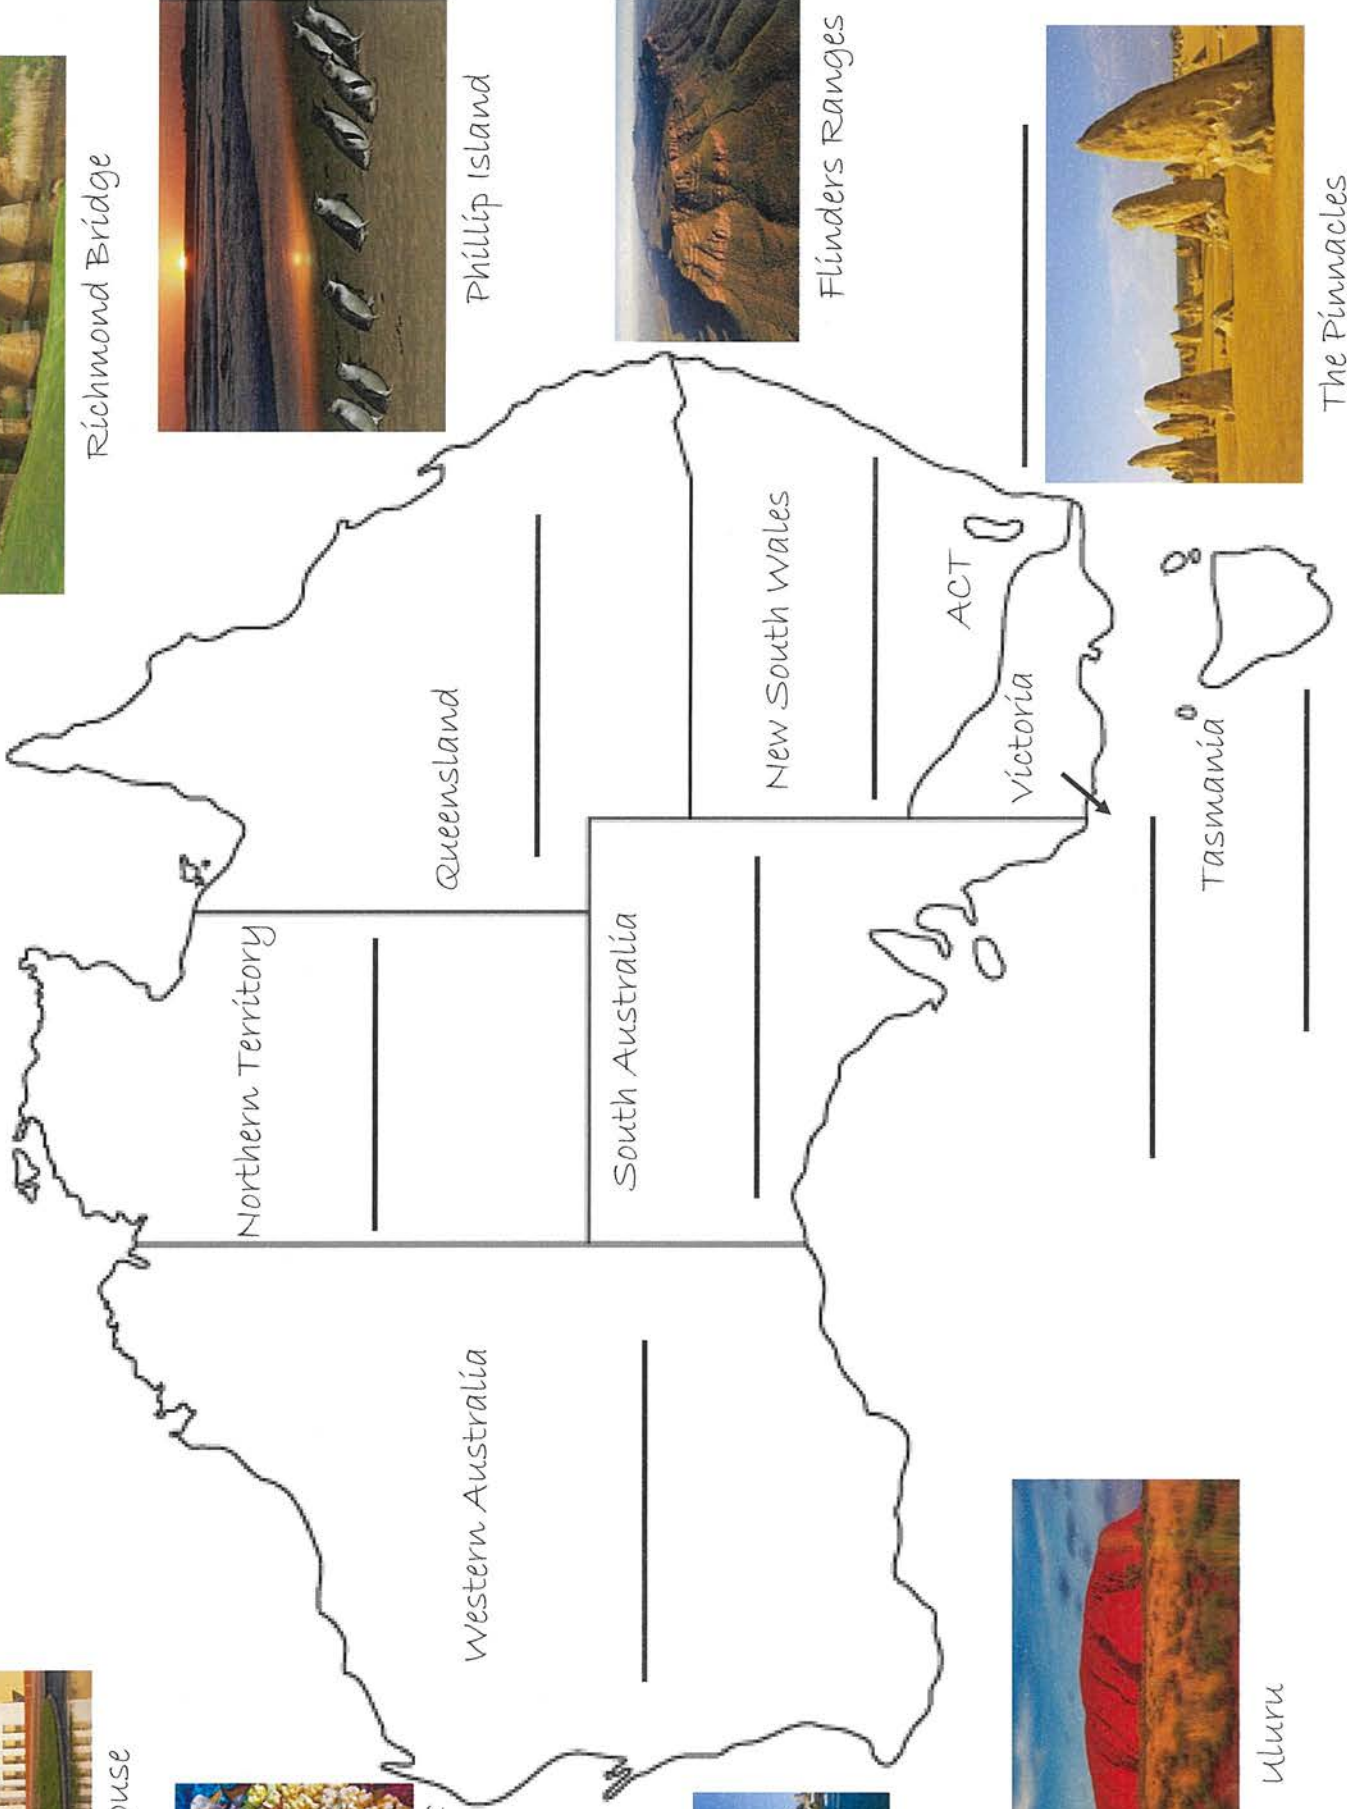 Richmond Bridge
Phillip Island
Flinders Ranges
The Pinnacles
Northern Territory
Queensland
Western Australia
South Australia
New South Wales
ACT
Victoria
Tasmania
Uluru